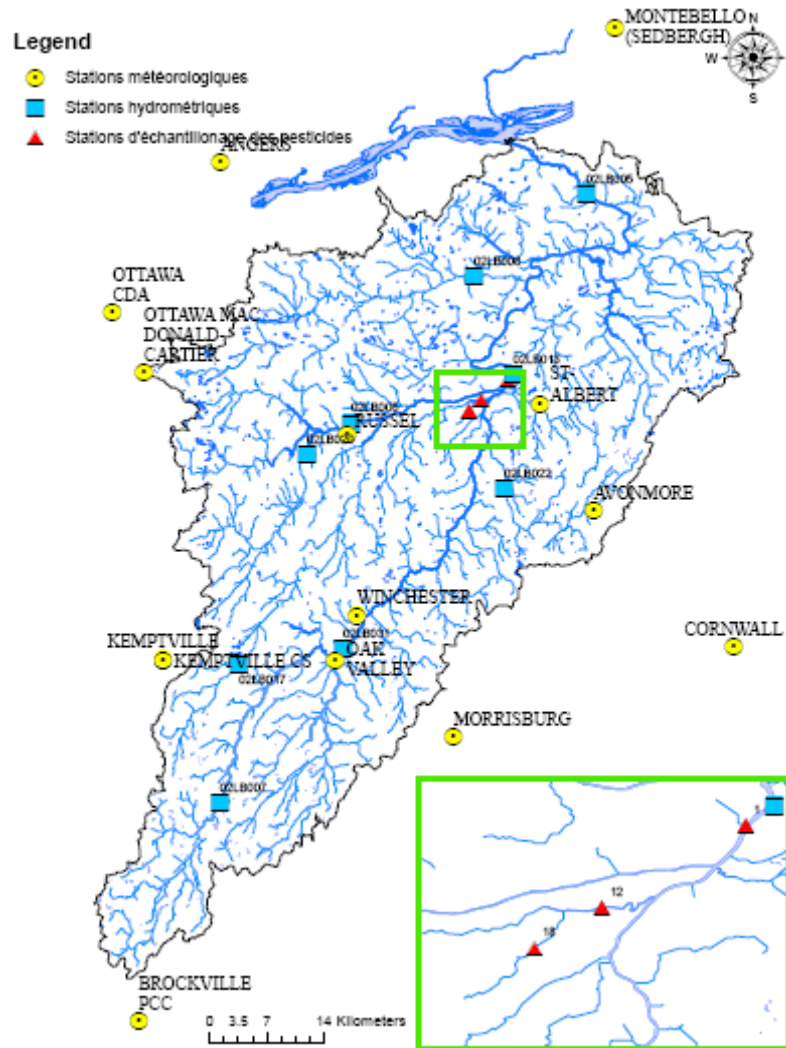 MONTEBELLO
(SEDBERGH)
N
W
E
S
Legend
Stations météorologiques
Stations hydrométriques
Stations d'échantillonage des pesticides
ANGERS
02LB006
OTTAWA
CDA
OTTAWA MAC
DONALD-
CARTIER
02LB008
02LB013
ST-
ALBERT
RUSSEL
02LB022
AVONMORE
WINCHESTER
02LB031
OAK
VALLEY
KEMPTVILLE
KEMPTVILLE CS
02LB017
CORNWALL
MORRISBURG
02LB007
1
12
18
BROCKVILLE
PCC
0 3.5 7 14 Kilometers